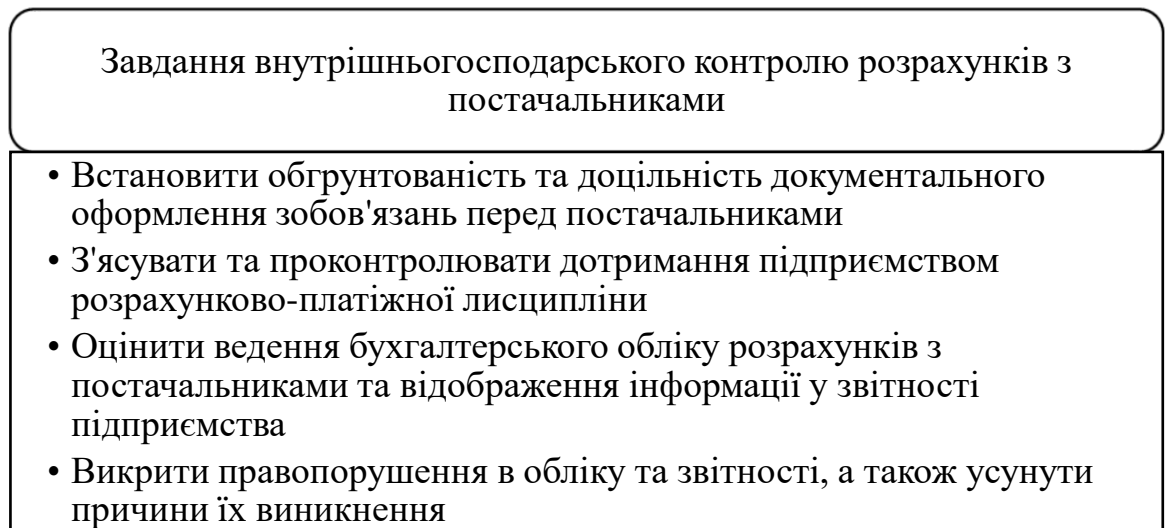 Завдання внутрішньогосподарського контролю розрахунків з
постачальниками
• Встановити обгрунтованість та доцільність документального
оформлення зобов'язань перед постачальниками
• З'ясувати та проконтролювати дотримання підприємством
розрахунково-платіжної лисципліни
• Оцінити ведення бухгалтерського обліку розрахунків з
постачальниками та відображення інформації у звітності
підприємства
• Викрити правопорушення в обліку та звітності, а також усунути
причини їх виникнення